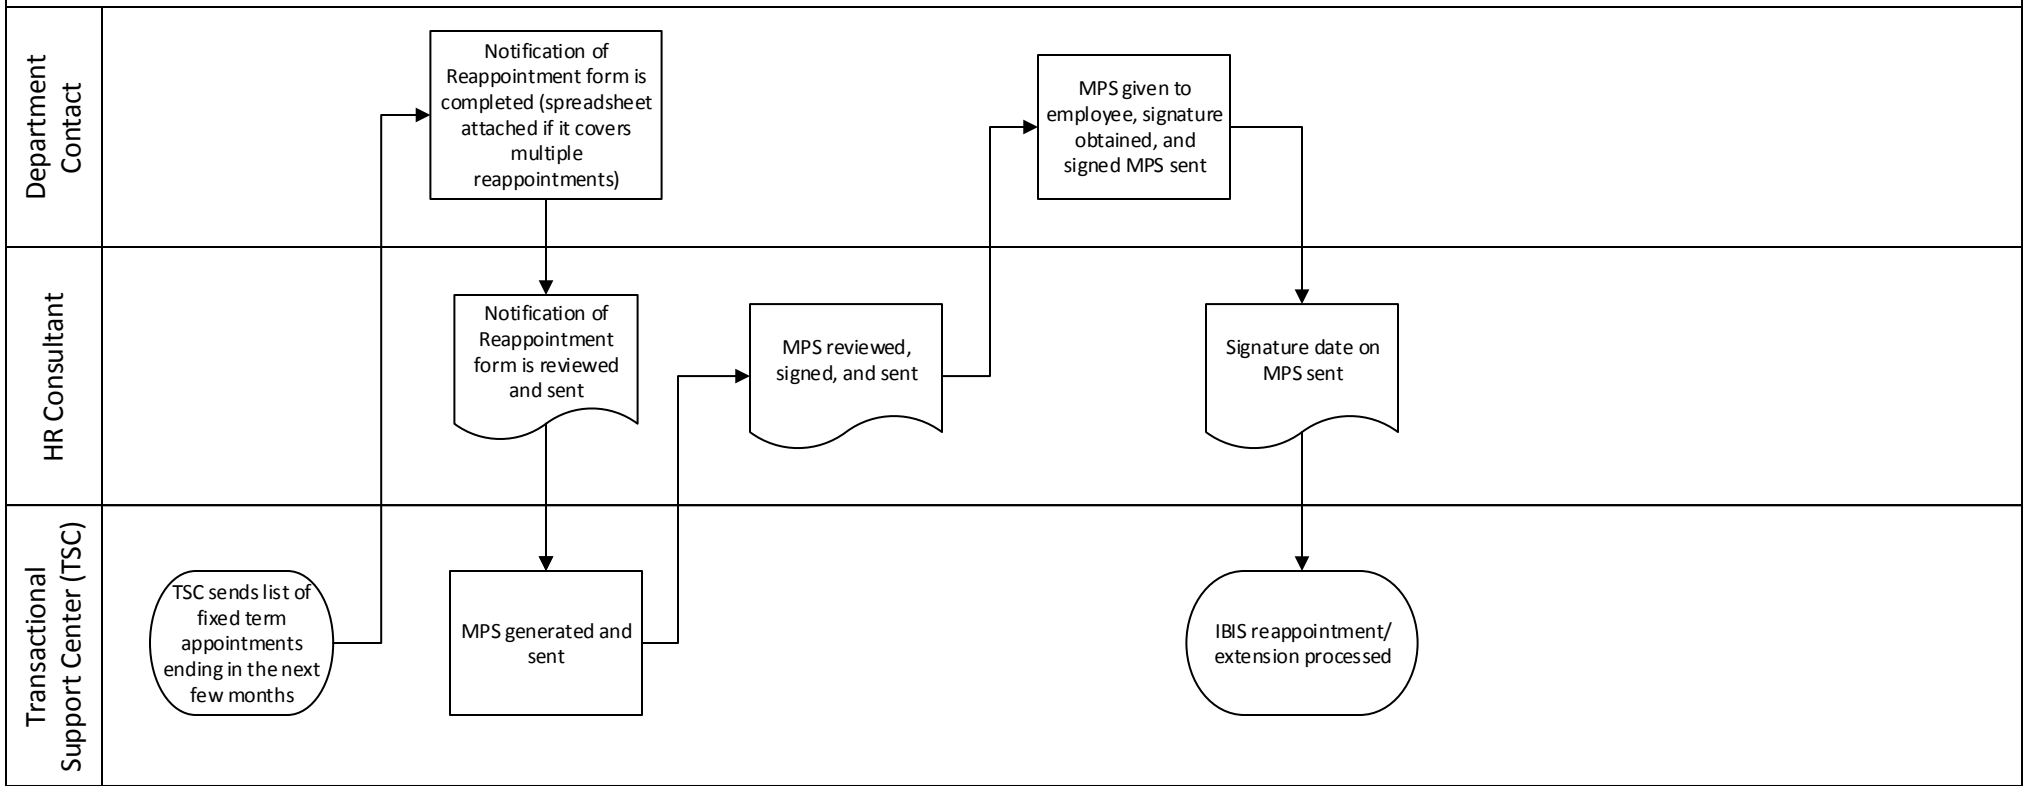 Department
Contact
Notification of
Reappointment form is
completed (spreadsheet
attached if it covers
multiple
reappointments)
MPS given to
employee, signature
obtained, and
signed MPS sent
HR Consultant
Notification of
Reappointment
form is reviewed
and sent
MPS reviewed,
signed, and sent
Signature date on
MPS sent
Transactional
Support Center (TSC)
TSC sends list of
fixed term
appointments
ending in the next
few months
MPS generated and
sent
IBIS reappointment/
extension processed